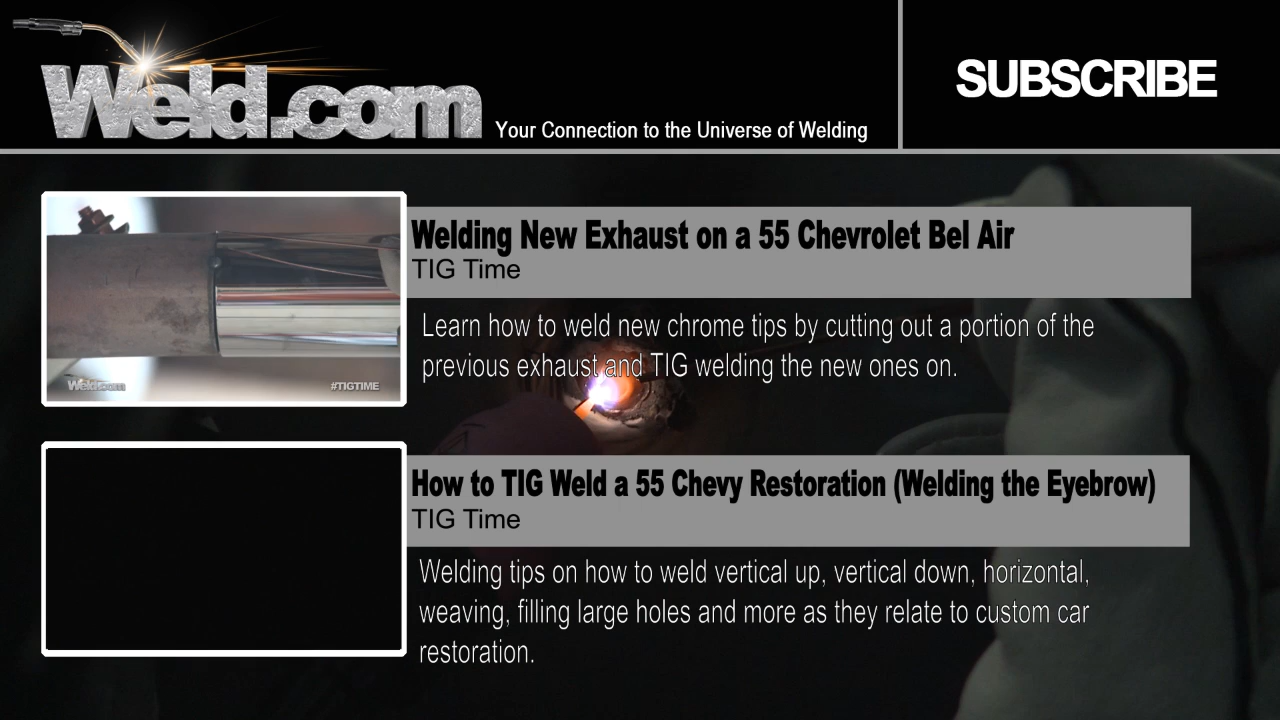 Weld.com
Your Connection to the Universe of Welding
SUBSCRIBE
Welding New Exhaust on a 55 Chevrolet Bel Air
TIG Time
Learn how to weld new chrome tips by cutting out a portion of the
previous exhaust and TIG welding the new ones on.
Weld.com
#TIGTIME
How to TIG Weld a 55 Chevy Restoration (Welding the Eyebrow)
TIG Time
Welding tips on how to weld vertical up, vertical down, horizontal,
weaving, filling large holes and more as they relate to custom car
restoration.